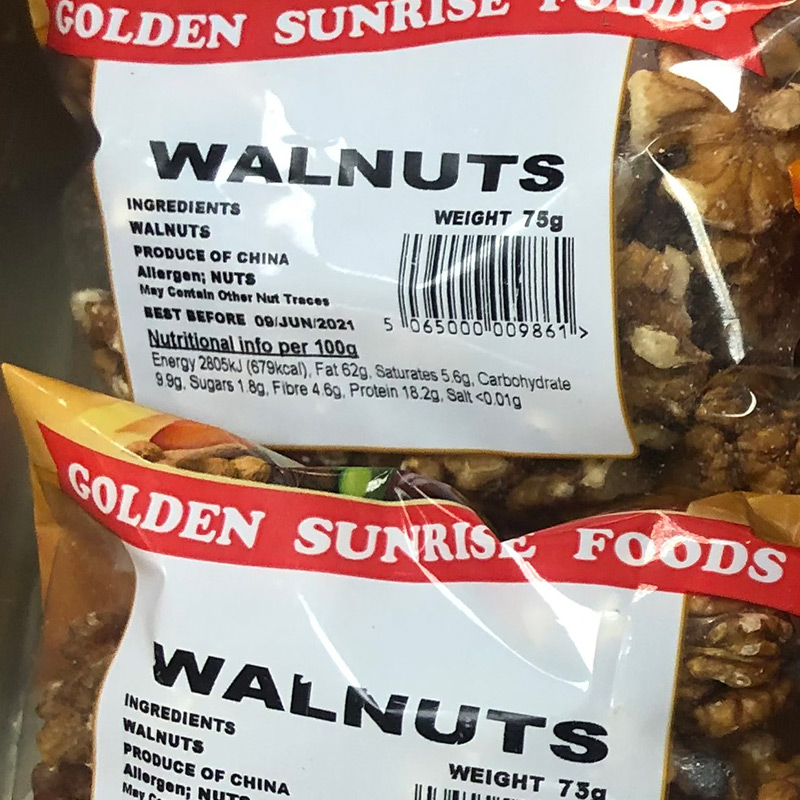 GOLDEN SUNRISE FOODS
WALNUTS
INGREDIENTS
WALNUTS
WEIGHT 75g
PRODUCE OF CHINA
Allergen; NUTS
May Contain Other Nut Traces
BEST BEFORE 09/JUN/2021
5 065000 009861 >
Nutritional info per 100g
Energy 2805kJ (679kcal), Fat 62g, Saturates 5.6g, Carbohydrate
9.9g, Sugars 1.8g, Fibre 4.6g, Protein 18.2g, Salt <0.01g
GOLDEN SUNRISE FOODS
WALNUTS
INGREDIENTS
WALNUTS
WEIGHT 75g
PRODUCE OF CHINA
Allergen; NUTS
May